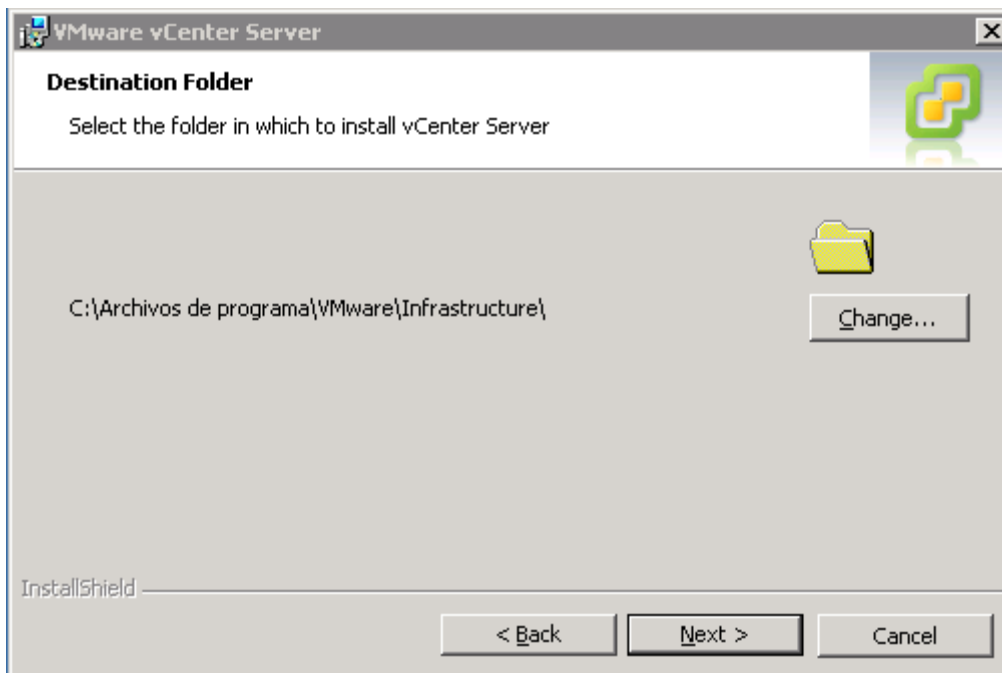 VMware vCenter Server
Destination Folder
Select the folder in which to install vCenter Server
C:\Archivos de programa\VMware\Infrastructure\
Change...
InstallShield
< Back
Next >
Cancel